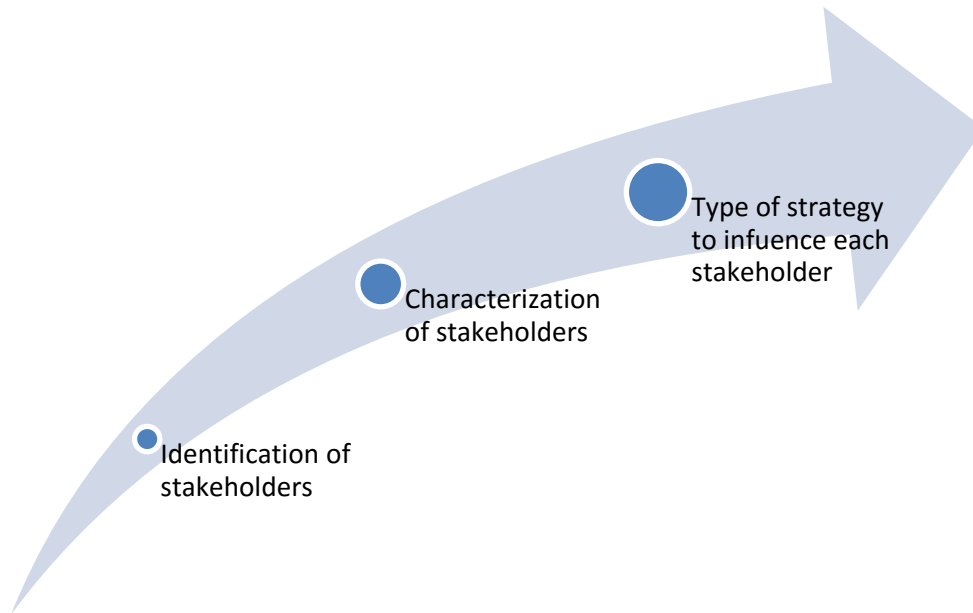 Type of strategy
to infuence each
stakeholder
Characterization
of stakeholders
Identification of
stakeholders